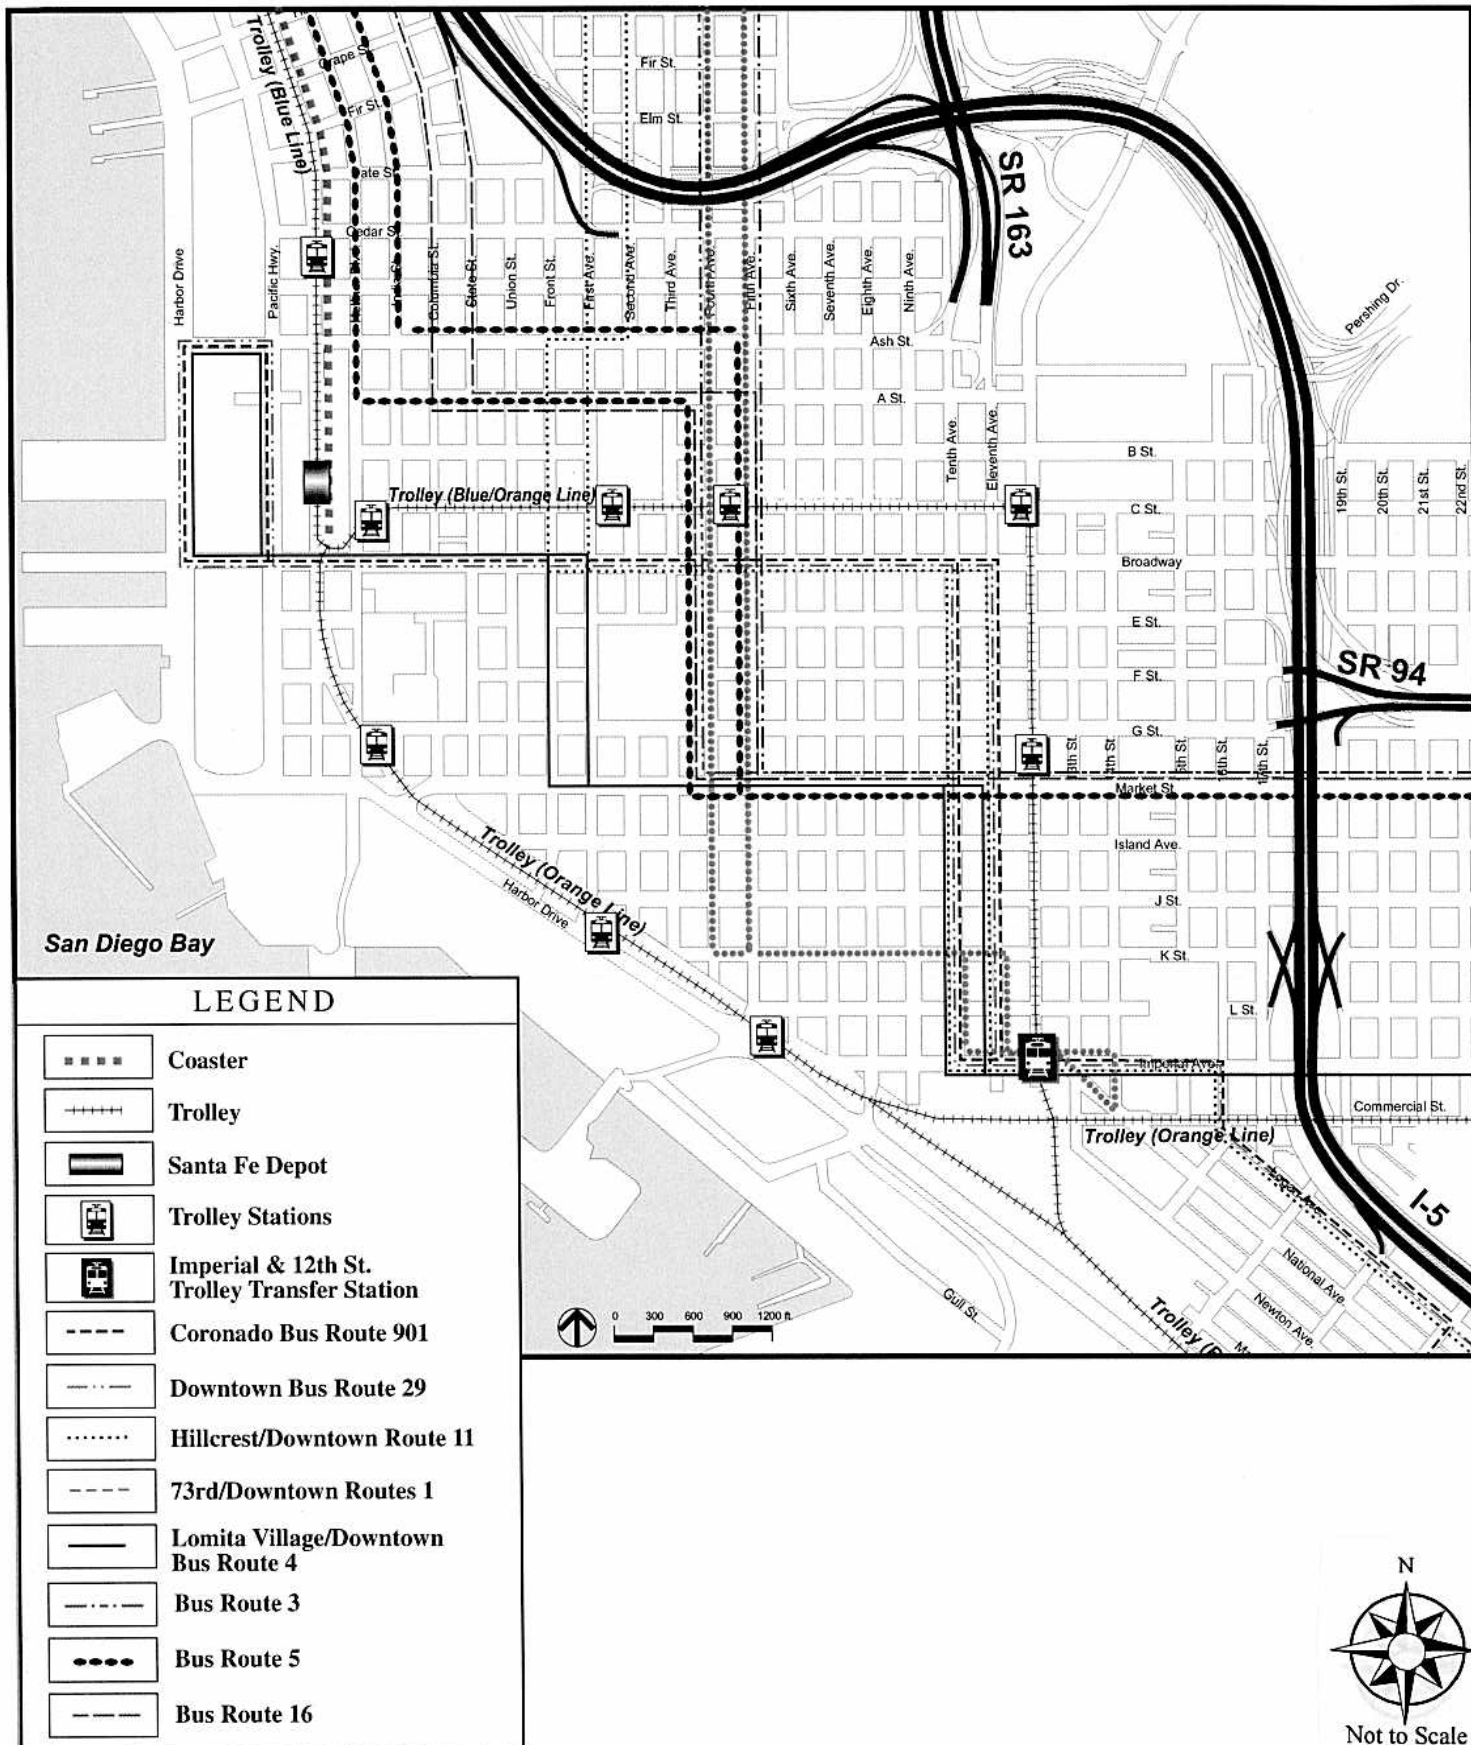 Trolley (Blue Line)
Grape S
Fir St.
Fir St.
Elm St.
SR 163
ate S
Cedar S
Harbor Drive
Pacific Hwy.
Columbia St.
State St.
Union St.
Front St.
First Ave.
Second Ave.
Third Ave.
Fourth Ave.
Fifth Ave.
Sixth Ave.
Seventh Ave.
Eighth Ave.
Ninth Ave.
Pershing Dr.
Ash St.
A St.
Tenth Ave.
Eleventh Ave.
B St.
19th St.
20th St.
21st St.
22nd St.
Trolley (Blue/Orange Line)
C St.
Broadway
E St.
F St.
SR 94
G St.
16th St.
17th St.
Market St.
Island Ave.
Trolley (Orange Line)
Harbor Drive
J St.
San Diego Bay
K St.
L St.
Imperial Ave.
Commercial St.
Trolley (Orange Line)
Logan Av
I-5
National Ave.
Newton Ave.
Gull St.
Trolley (
0 300 600 900 1200 ft.
LEGEND
Coaster
Trolley
Santa Fe Depot
Trolley Stations
Imperial & 12th St.
Trolley Transfer Station
Coronado Bus Route 901
Downtown Bus Route 29
Hillcrest/Downtown Route 11
73rd/Downtown Routes 1
Lomita Village/Downtown
Bus Route 4
Bus Route 3
Bus Route 5
Bus Route 16
N
Not to Scale